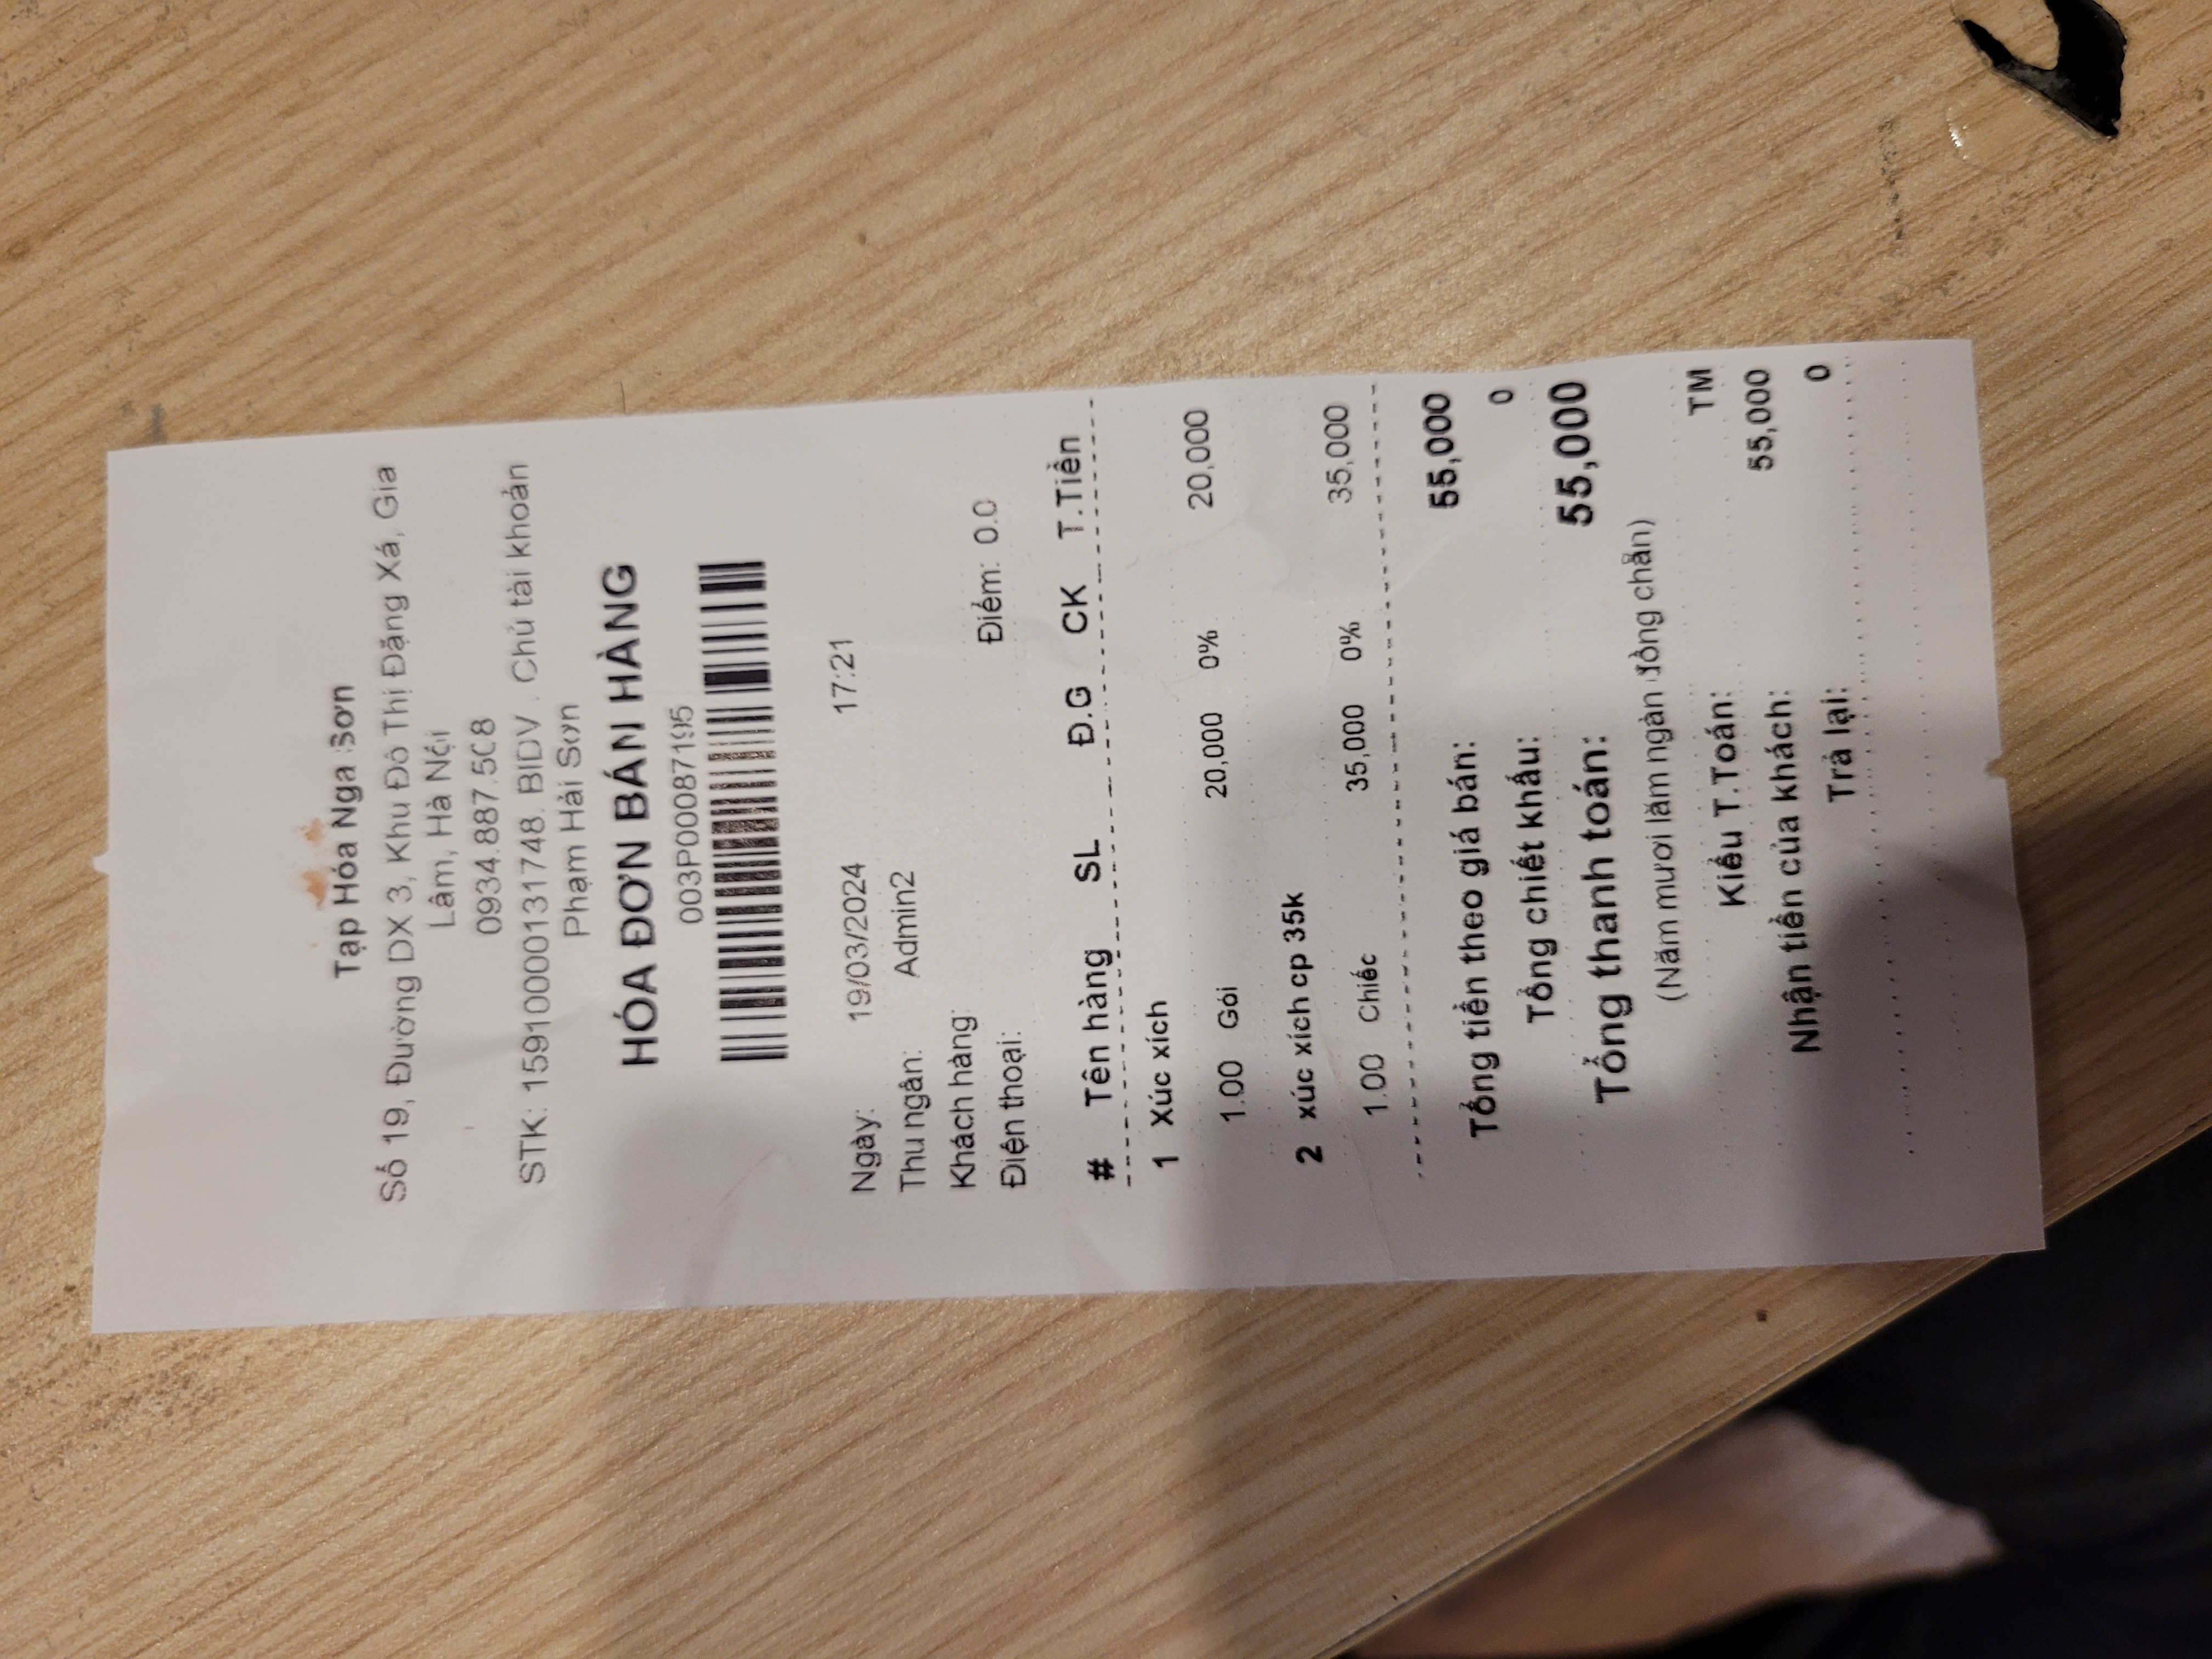 Tạp Hóa Nga Sơn
Số 19, Đường DX 3, Khu Đô Thị Đặng Xá, Gia
Lâm, Hà Nội
0934.887.508
STK: 15910000131748. BIDV . Chủ tài khoản
Phạm Hải Sơn
HÓA ĐƠN BÁN HÀNG
003P000087195
Ngày: 19/03/2024 17:21
Thu ngân: Admin2
Khách hàng:
Điện thoại: Điểm: 0.0
# Tên hàng SL Đ.G CK T.Tiền
1 Xúc xích
1.00 Gói 20,000 0% 20,000
2 xúc xích cp 35k
1.00 Chiếc 35,000 0% 35,000
Tổng tiền theo giá bán: 55,000
Tổng chiết khấu: 0
Tổng thanh toán: 55,000
(Năm mươi lăm ngàn đồng chẵn)
Kiểu T.Toán: TM
Nhận tiền của khách: 55,000
Trả lại: 0